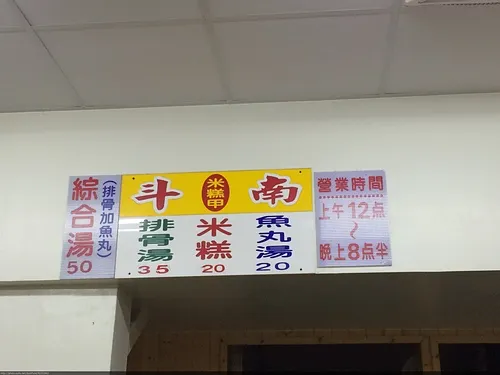 斗 米糕甲 南
綜合湯
(排骨加魚丸)
50
排骨湯
35
米糕
20
魚丸湯
20
營業時間
上午12点
~
晚上8点半